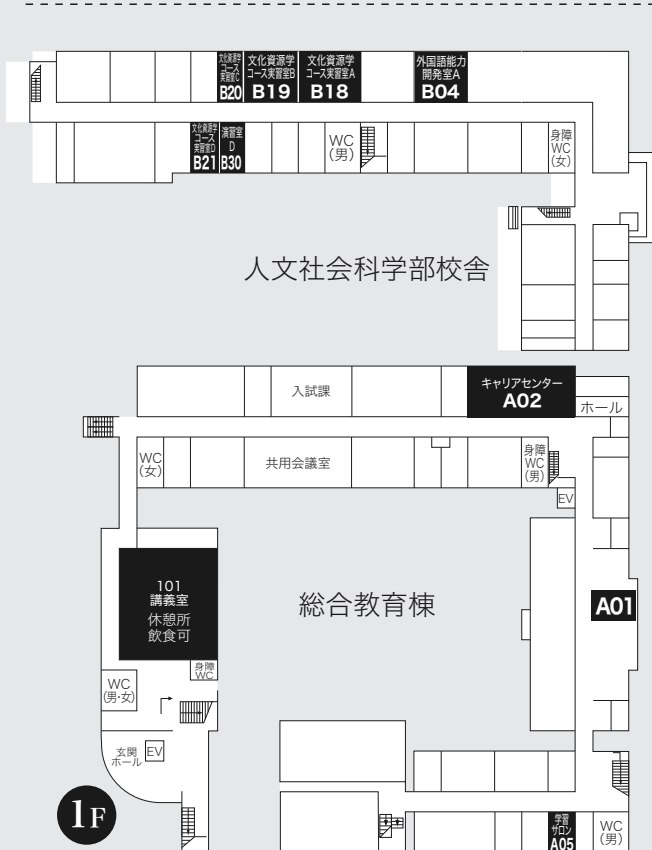 文化資源学
コース
実習室C
B20
文化資源学
コース実習室B
B19
文化資源学
コース実習室A
B18
外国語能力
開発室A
B04
文化資源学
コース
実習室D
B21
演習室
D
B30
WC
(男)
身障
WC
(女)
人文社会科学部校舎
入試課
キャリアセンター
A02
ホール
WC
(女)
共用会議室
身障
WC
(男)
EV
101
講義室
休憩所
飲食可
総合教育棟
A01
身障
WC
WC
(男・女)
玄関
ホール
EV
1F
学習
サロン
A05
WC
(男)